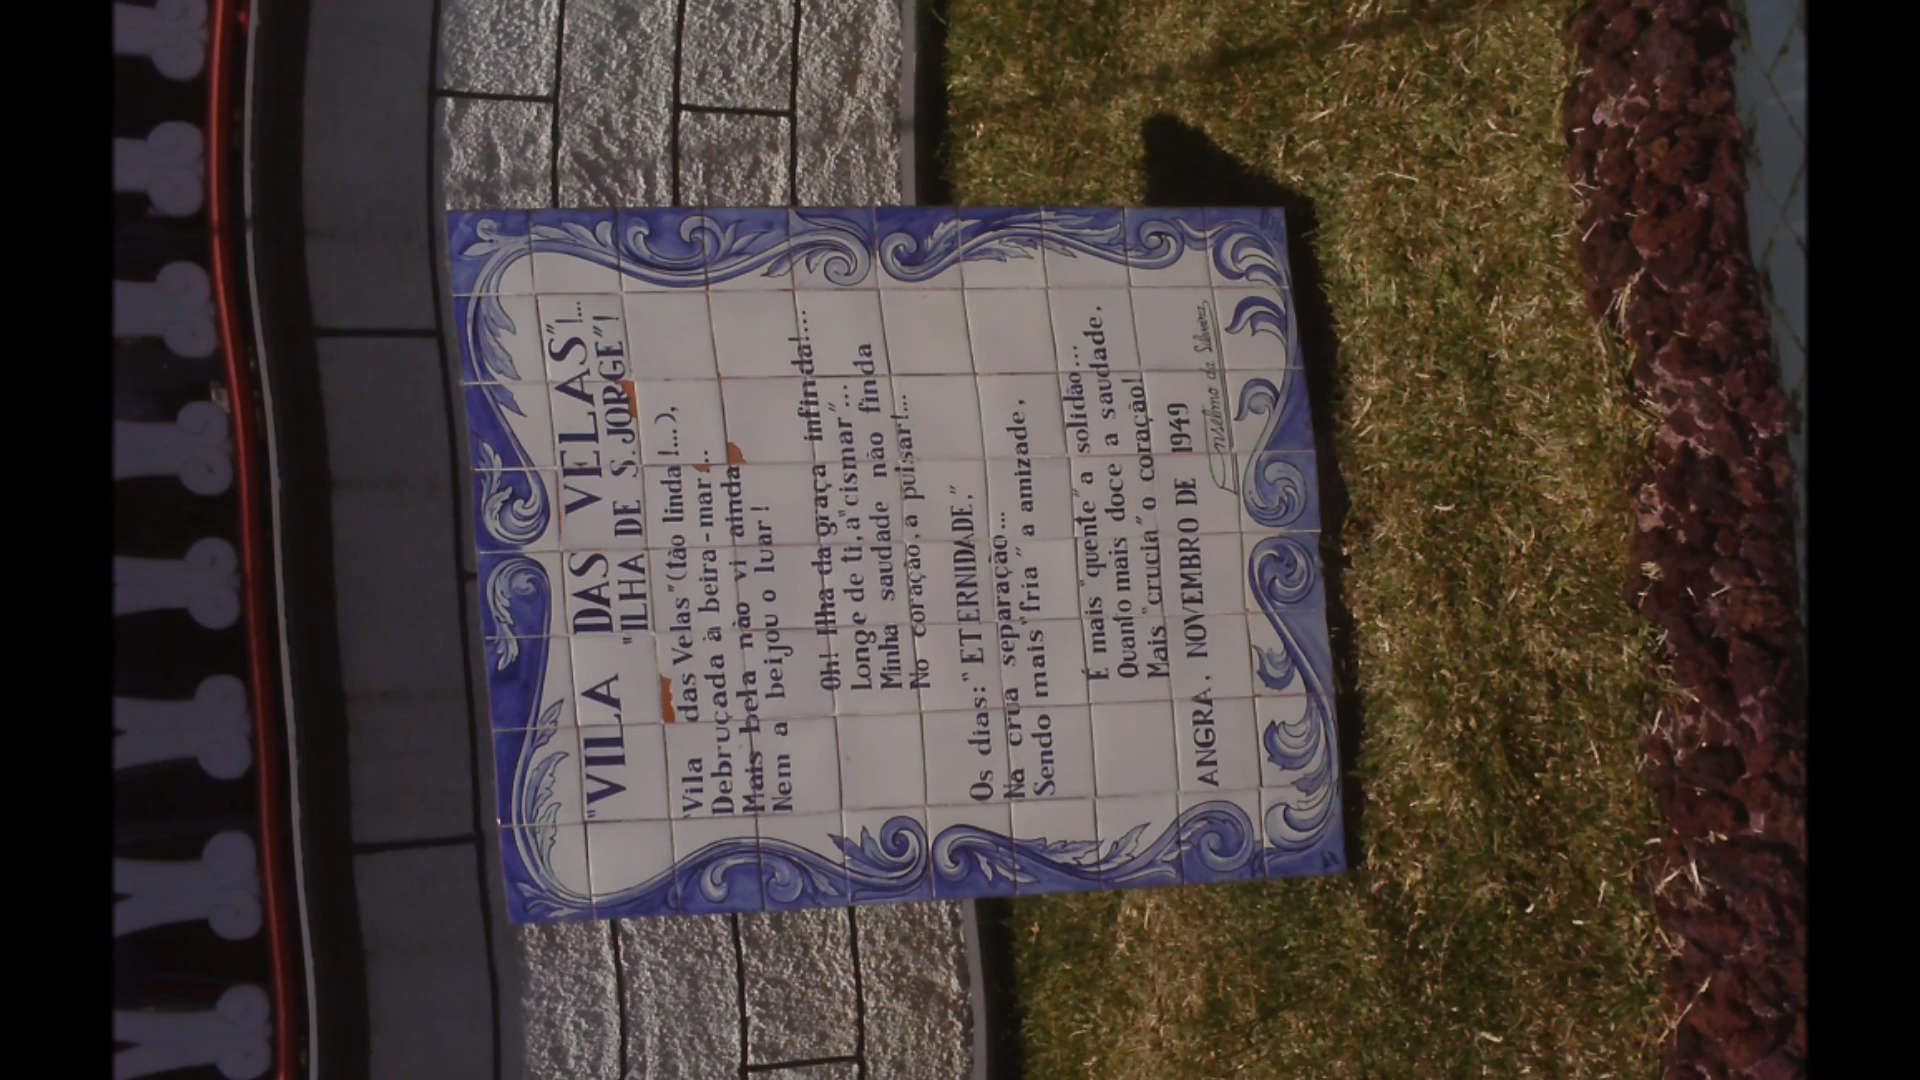 "VILA DAS VELAS"!...
"ILHA DE S. JORGE"!
"Vila das Velas" (tão linda!...),
Debruçada à beira-mar...
Mais bela não vi ainda
Nem a beijou o luar!
Oh! Ilha da graça infinda!...
Longe de ti, a "cismar"...
Minha saudade não finda
No coração, a pulsar!...
Os dias: "ETERNIDADE."
Na crua separação...
Sendo mais "fria" a amizade,
É mais "quente" a solidão...
Quanto mais doce a saudade,
Mais "crucia" o coração!
ANGRA, NOVEMBRO DE 1949
Anselmo da Silveira